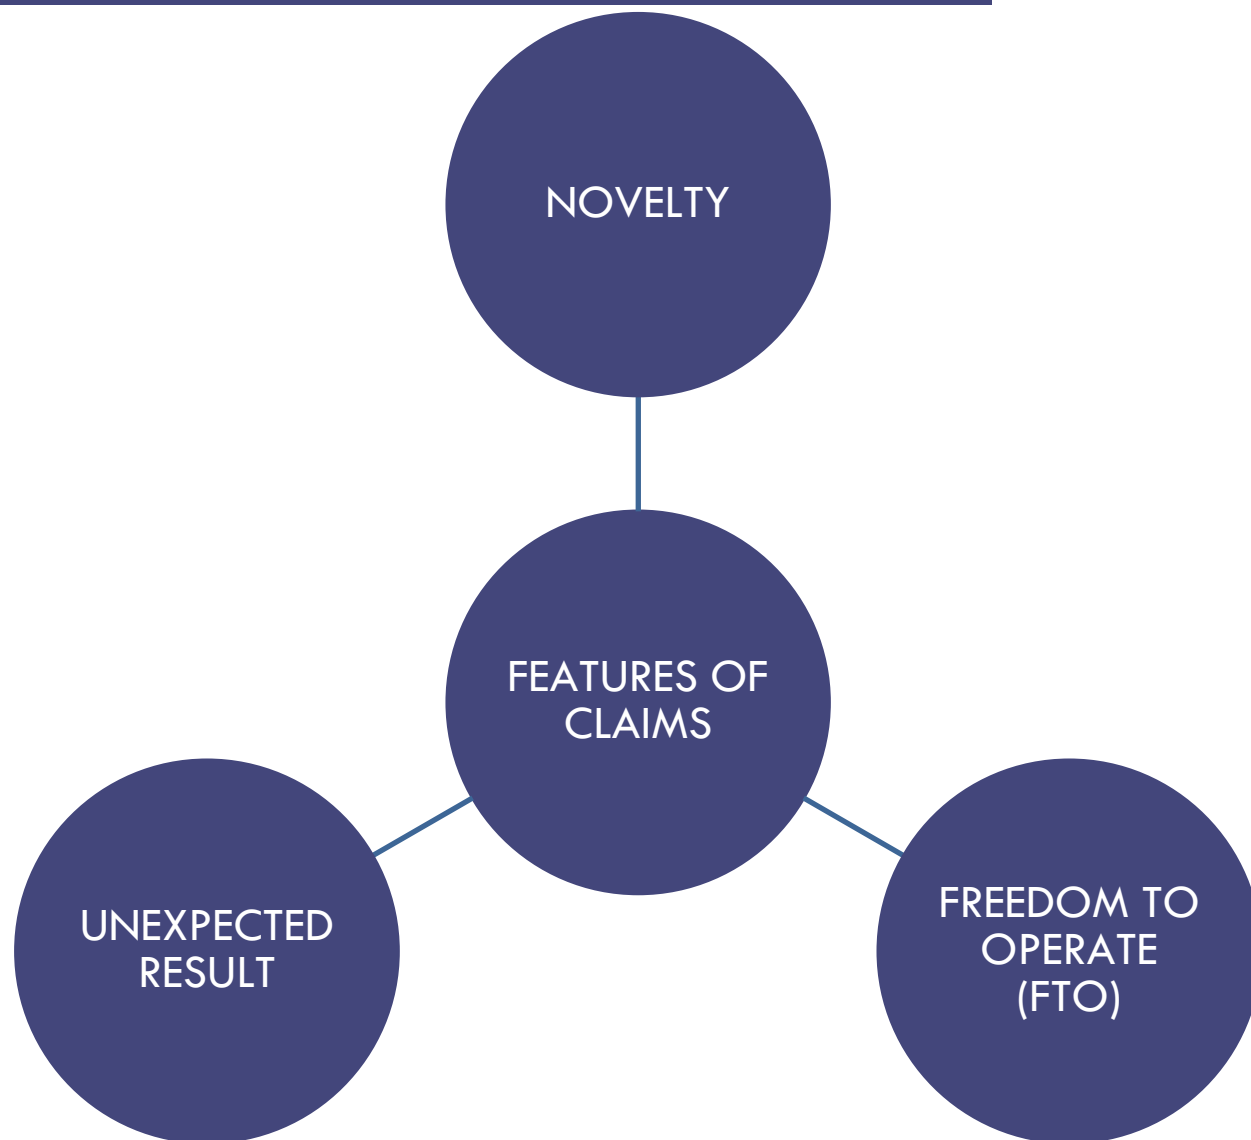 NOVELTY
FEATURES OF
CLAIMS
UNEXPECTED
RESULT
FREEDOM TO
OPERATE
(FTO)